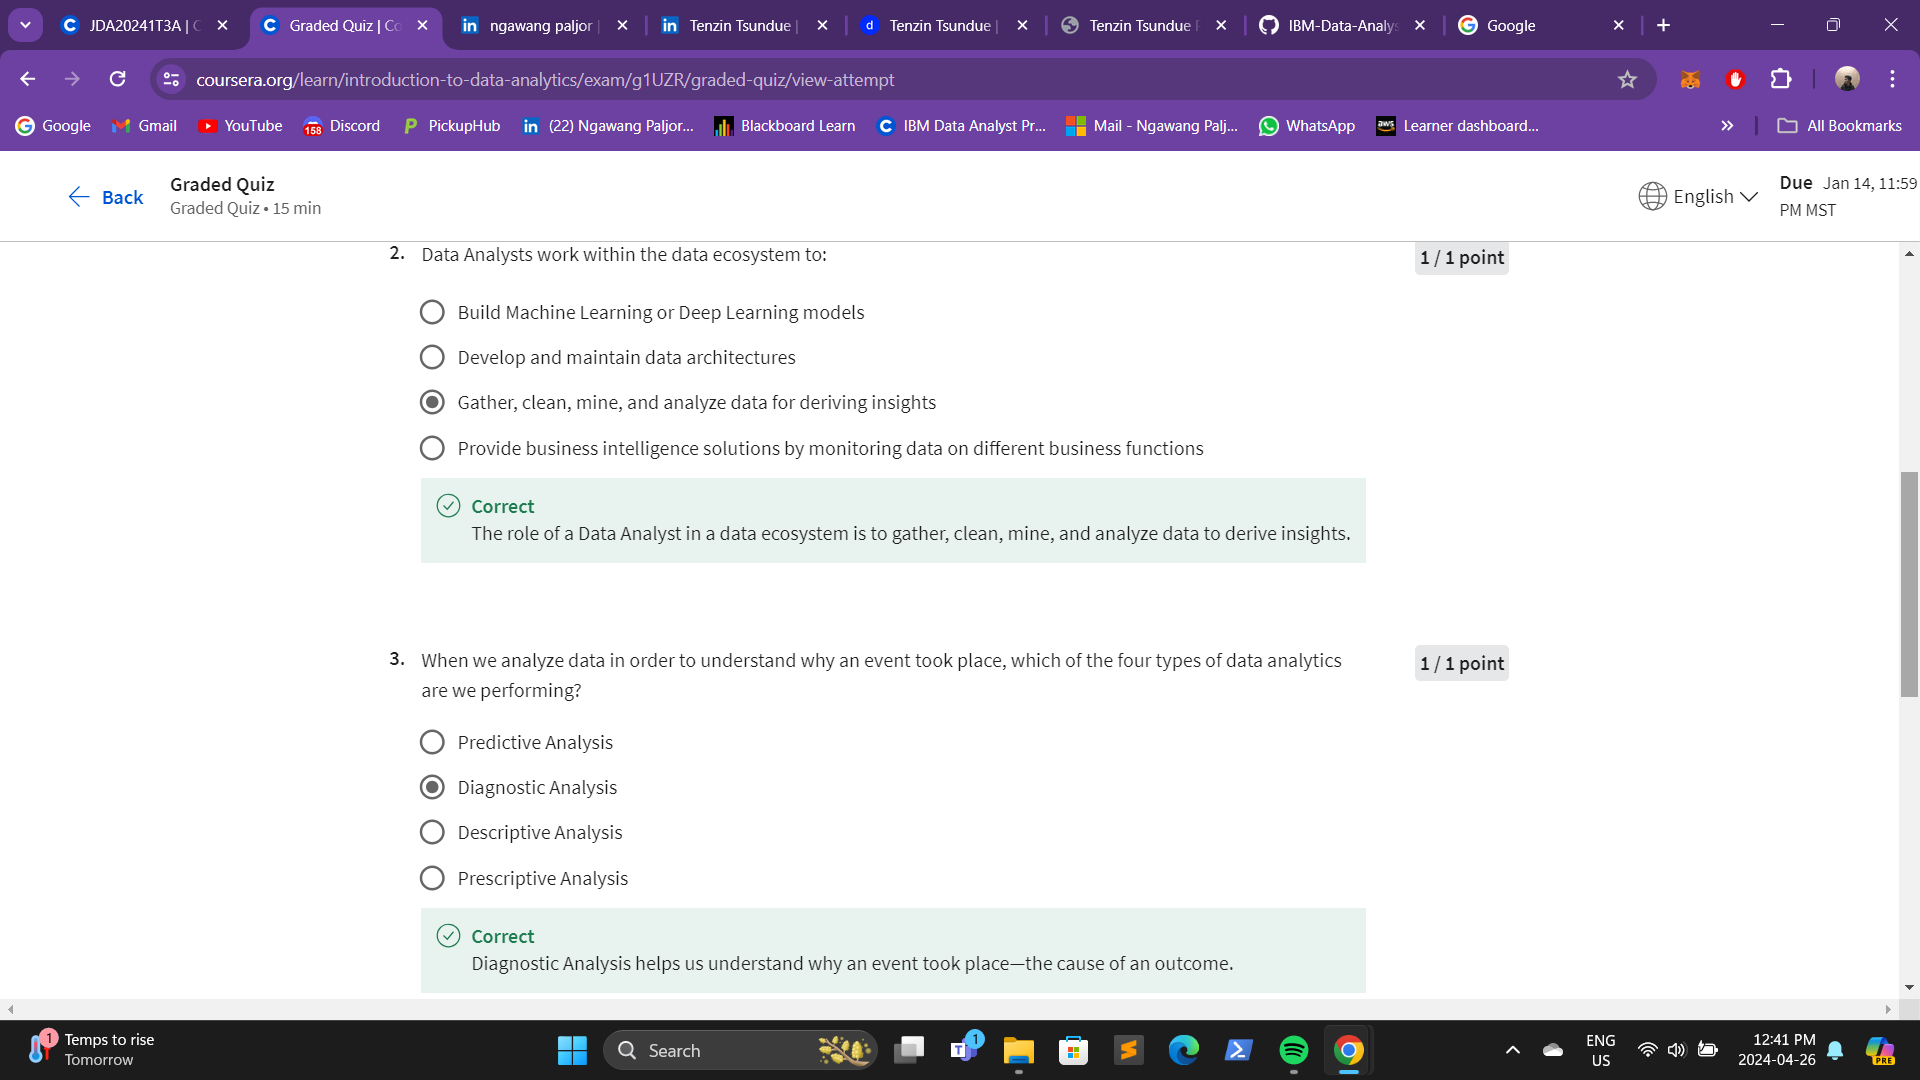 JDA20241T3A | C
Graded Quiz | Co
ngawang paljor
Tenzin Tsundue |
Tenzin Tsundue |
Tenzin Tsundue
IBM-Data-Analys
Google
coursera.org/learn/introduction-to-data-analytics/exam/g1UZR/graded-quiz/view-attempt
Google
Gmail
YouTube
158
Discord
PickupHub
(22) Ngawang Paljor...
Blackboard Learn
IBM Data Analyst Pr...
Mail - Ngawang Palj...
WhatsApp
aws
Learner dashboard...
All Bookmarks
Back
Graded Quiz
Graded Quiz • 15 min
English
Due Jan 14, 11:59
PM MST
2. Data Analysts work within the data ecosystem to:
1 / 1 point
Build Machine Learning or Deep Learning models
Develop and maintain data architectures
Gather, clean, mine, and analyze data for deriving insights
Provide business intelligence solutions by monitoring data on different business functions
Correct
The role of a Data Analyst in a data ecosystem is to gather, clean, mine, and analyze data to derive insights.
3. When we analyze data in order to understand why an event took place, which of the four types of data analytics
are we performing?
1 / 1 point
Predictive Analysis
Diagnostic Analysis
Descriptive Analysis
Prescriptive Analysis
Correct
Diagnostic Analysis helps us understand why an event took place—the cause of an outcome.
1
Temps to rise
Tomorrow
Search
1
ENG
US
12:41 PM
2024-04-26
PRE